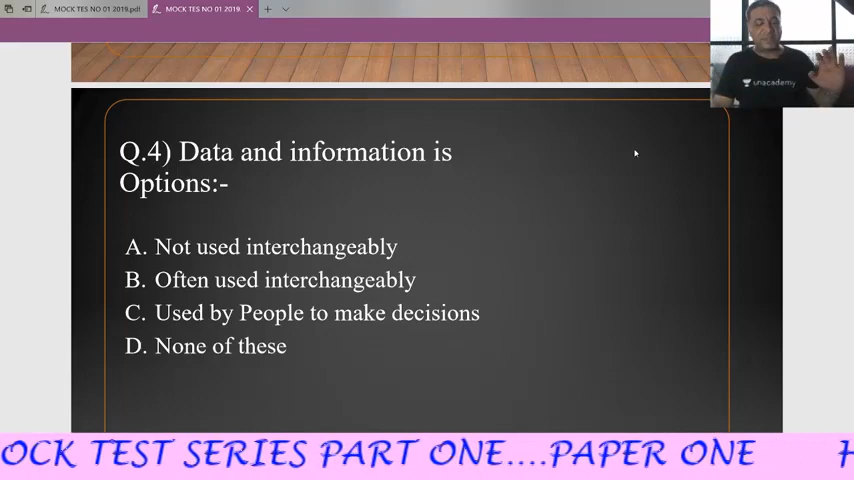 MOCK TES NO 01 2019.pdf
MOCK TES NO 01 2019.
unacademy
Q.4) Data and information is
Options:-
A. Not used interchangeably
B. Often used interchangeably
C. Used by People to make decisions
D. None of these
OCK TEST SERIES PART ONE....PAPER ONE H